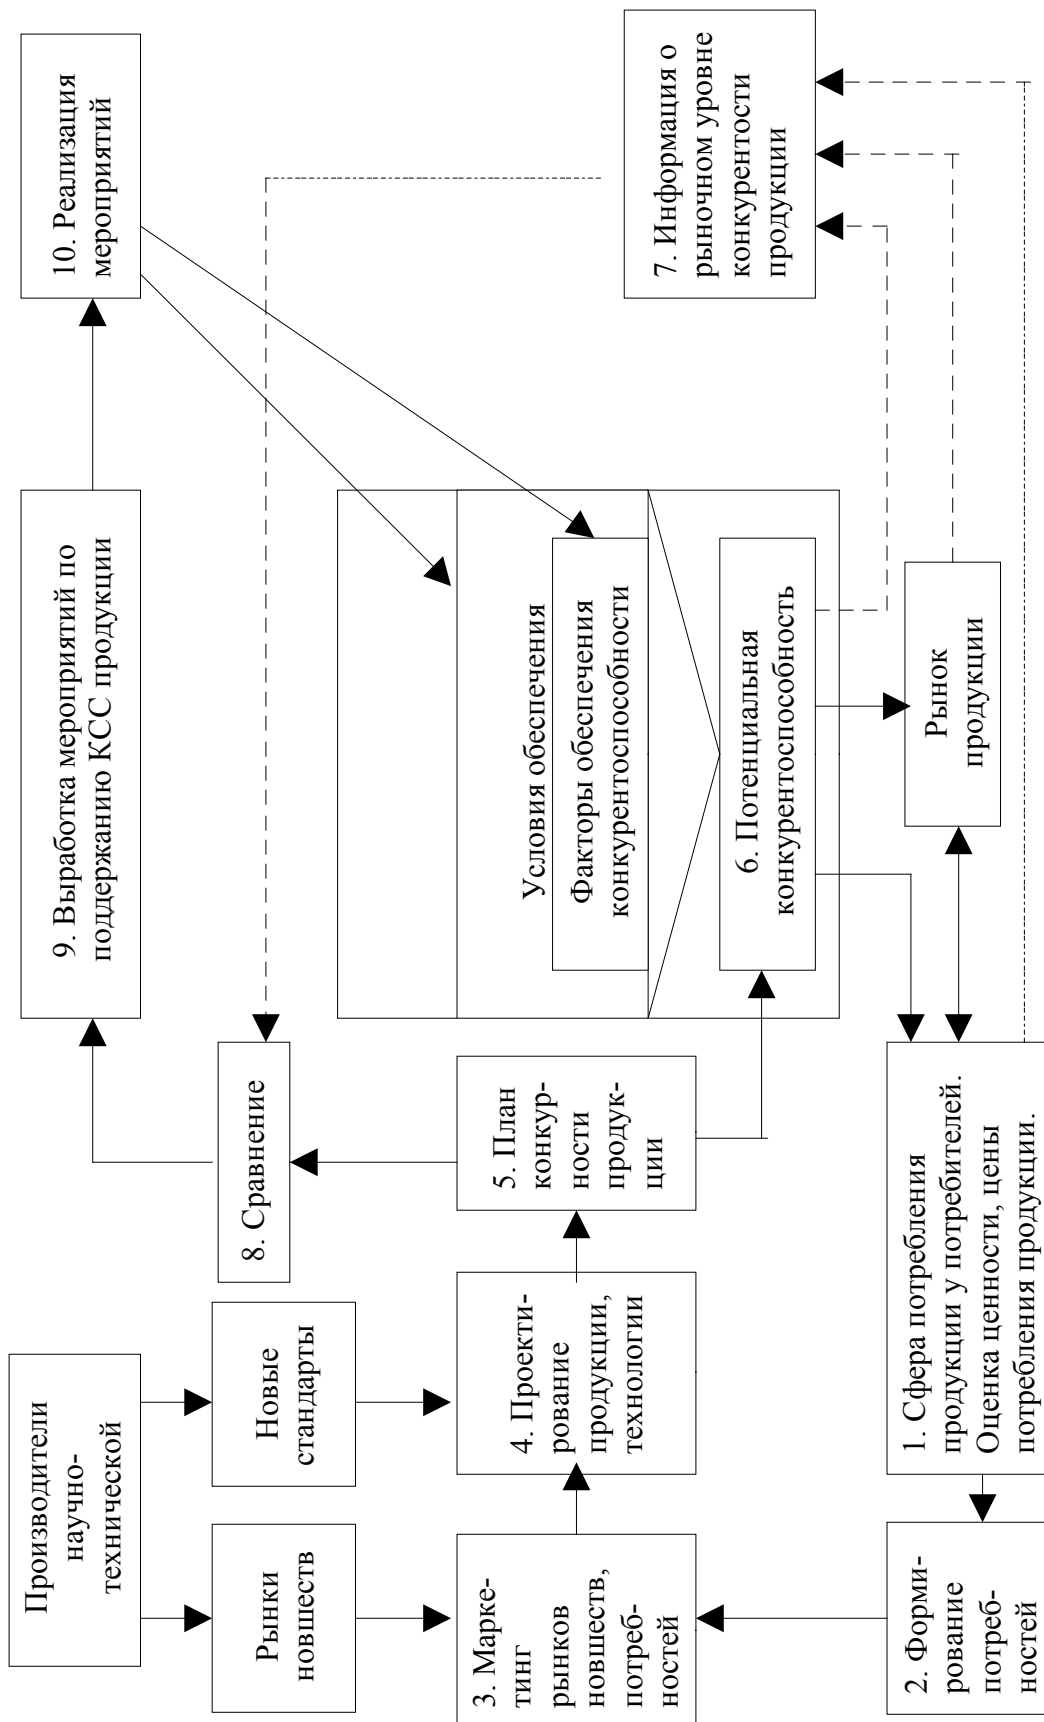 Производители
научно-
технической
Рынки
новшеств
Новые
стандарты
3. Марке-
тинг
рынков
новшеств,
потреб-
ностей
4. Проекти-
рование
продукции,
технологии
5. План
конкур-
ности
продук-
ции
8. Сравнение
9. Выработка мероприятий по
поддержанию КСС продукции
10. Реализация
мероприятий
Условия обеспечения
Факторы обеспечения
конкурентоспособности
6. Потенциальная
конкурентоспособность
7. Информация о
рыночном уровне
конкурентости
продукции
Рынок
продукции
1. Сфера потребления
продукции у потребителей.
Оценка ценности, цены
потребления продукции.
2. Форми-
рование
потреб-
ностей